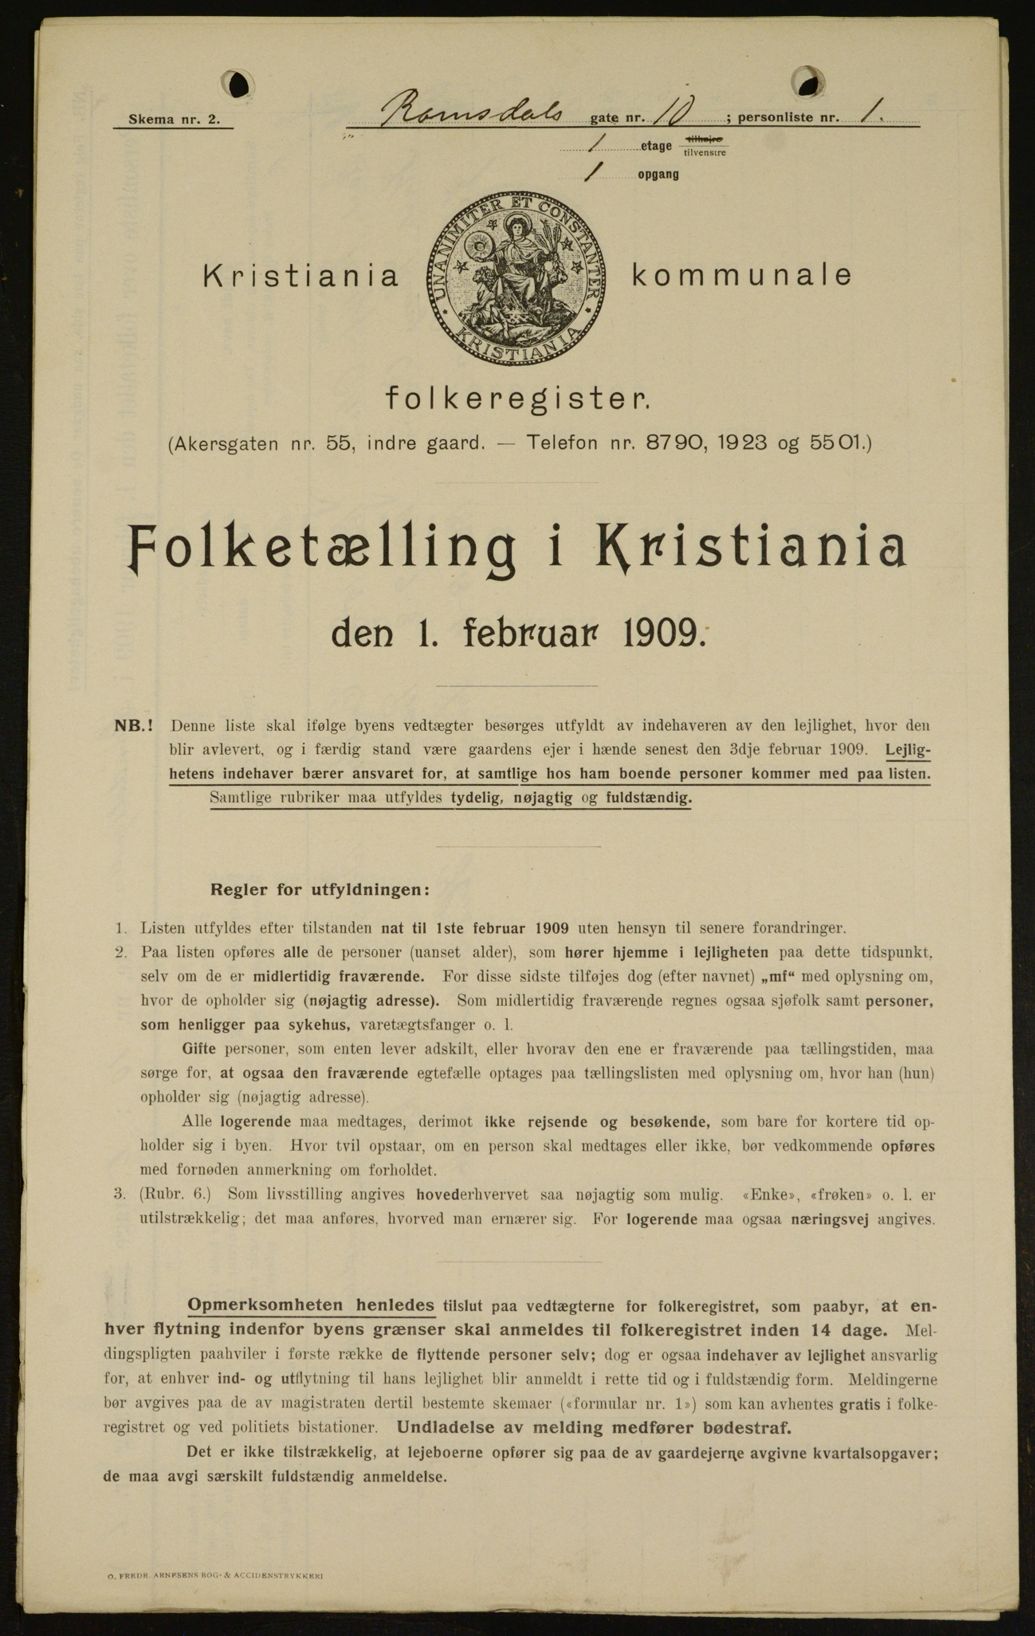 Skema nr. 2.
Romsdals gate nr. 10 ; personliste nr. 1.
1 etage tilhøire
tilvenstre
1 opgang
UNANIMITER ET CONSTANTER
KRISTIANIA
Kristiania kommunale
folkeregister.
(Akersgaten nr. 55, indre gaard. — Telefon nr. 8790, 1923 og 5501.)
Folketælling i Kristiania
den 1. februar 1909.
NB.! Denne liste skal ifølge byens vedtægter besørges utfyldt av indehaveren av den lejlighet, hvor den
blir avlevert, og i færdig stand være gaardens ejer i hænde senest den 3dje februar 1909. Lejlig-
hetens indehaver bærer ansvaret for, at samtlige hos ham boende personer kommer med paa listen.
Samtlige rubriker maa utfyldes tydelig, nøjagtig og fuldstændig.
Regler for utfyldningen:
1. Listen utfyldes efter tilstanden nat til 1ste februar 1909 uten hensyn til senere forandringer.
2. Paa listen opføres alle de personer (uanset alder), som hører hjemme i lejligheten paa dette tidspunkt,
selv om de er midlertidig fraværende. For disse sidste tilføjes dog (efter navnet) „mf“ med oplysning om,
hvor de opholder sig (nøjagtig adresse). Som midlertidig fraværende regnes ogsaa sjøfolk samt personer,
som henligger paa sykehus, varetægtsfanger o. l.
Gifte personer, som enten lever adskilt, eller hvorav den ene er fraværende paa tællingstiden, maa
sørge for, at ogsaa den fraværende egtefælle optages paa tællingslisten med oplysning om, hvor han (hun)
opholder sig (nøjagtig adresse).
Alle logerende maa medtages, derimot ikke rejsende og besøkende, som bare for kortere tid op-
holder sig i byen. Hvor tvil opstaar, om en person skal medtages eller ikke, bør vedkommende opføres
med fornøden anmerkning om forholdet.
3. (Rubr. 6.) Som livsstilling angives hovederhvervet saa nøjagtig som mulig. «Enke», «frøken» o. l. er
utilstrækkelig; det maa anføres, hvorved man ernærer sig. For logerende maa ogsaa næringsvej angives.
Opmerksomheten henledes tilslut paa vedtægterne for folkeregistret, som paabyr, at en-
hver flytning indenfor byens grænser skal anmeldes til folkeregistret inden 14 dage. Mel-
dingspligten paahviler i første række de flyttende personer selv; dog er ogsaa indehaver av lejlighet ansvarlig
for, at enhver ind- og utflytning til hans lejlighet blir anmeldt i rette tid og i fuldstændig form. Meldingerne
bør avgives paa de av magistraten dertil bestemte skemaer («formular nr. 1») som kan avhentes gratis i folke-
registret og ved politiets bistationer. Undladelse av melding medfører bødestraf.
Det er ikke tilstrækkelig, at lejeboerne opfører sig paa de av gaardejerne avgivne kvartalsopgaver;
de maa avgi særskilt fuldstændig anmeldelse.
O. FREDR. ARNESENS BOG- & ACCIDENSTRYKKERI